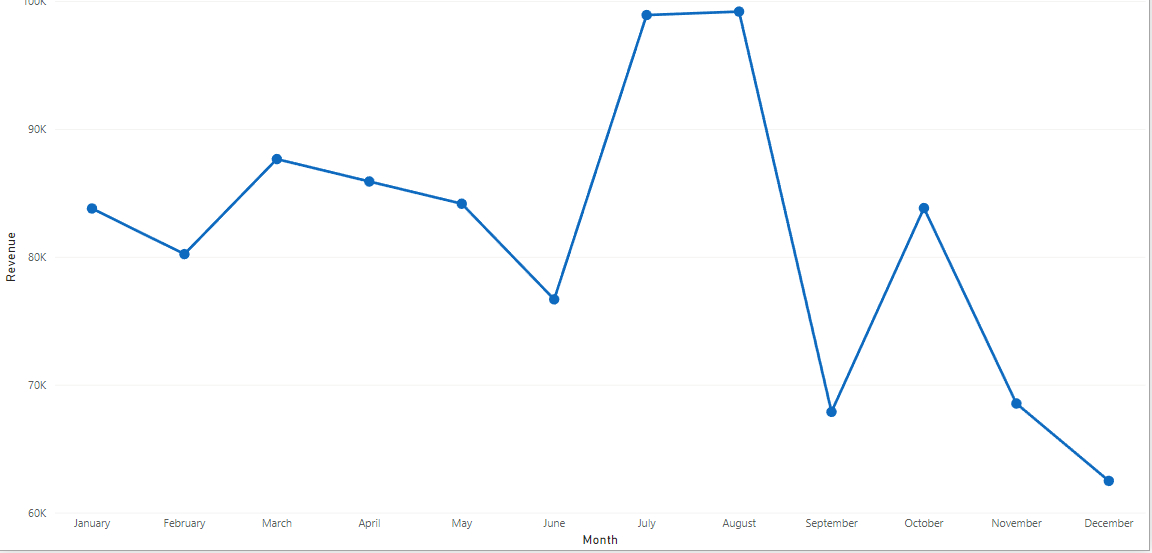 100K
90K
80K
70K
60K
Revenue
January February March April May June July August September October November December
Month